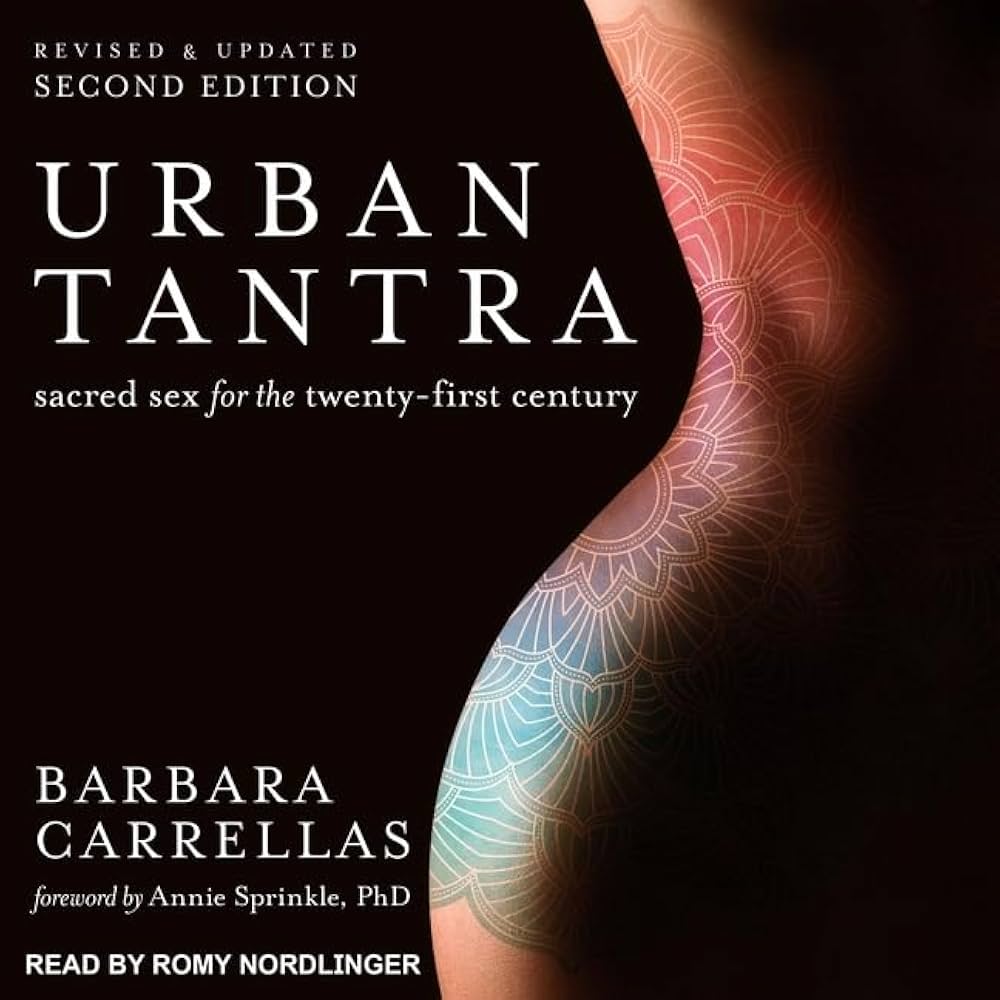 REVISED & UPDATED
SECOND EDITION
URBAN
TANTRA
sacred sex for the twenty-first century
BARBARA
CARRELLAS
foreword by Annie Sprinkle, PhD
READ BY ROMY NORDLINGER